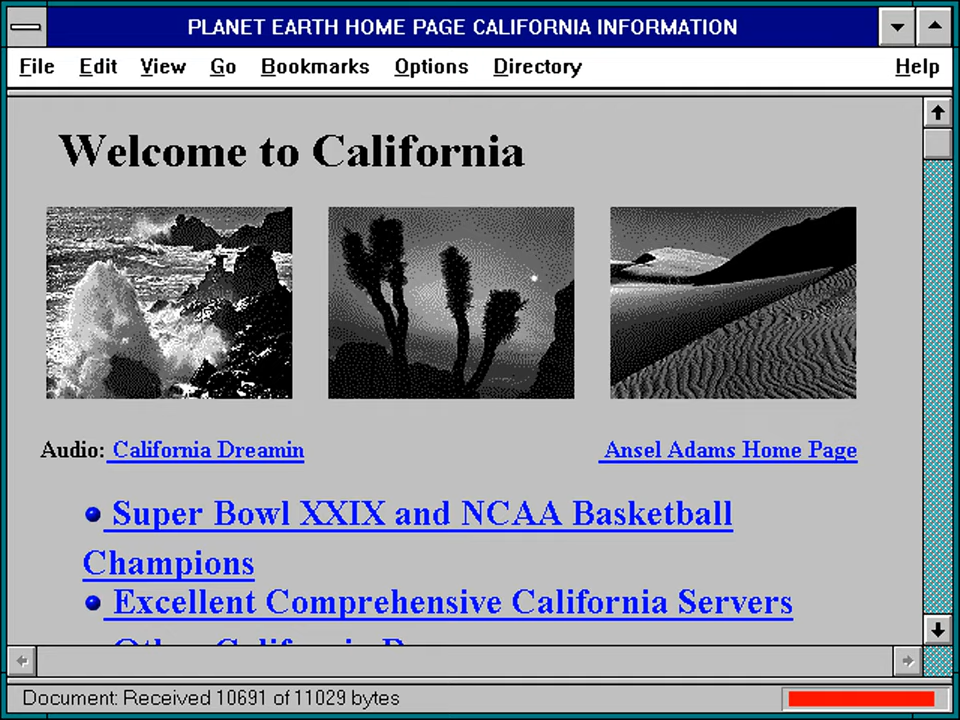 PLANET EARTH HOME PAGE CALIFORNIA INFORMATION
File Edit View Go Bookmarks Options Directory Help
Welcome to California
Audio: California Dreamin Ansel Adams Home Page
Super Bowl XXIX and NCAA Basketball
Champions
Excellent Comprehensive California Servers
Other California
Document: Received 10691 of 11029 bytes